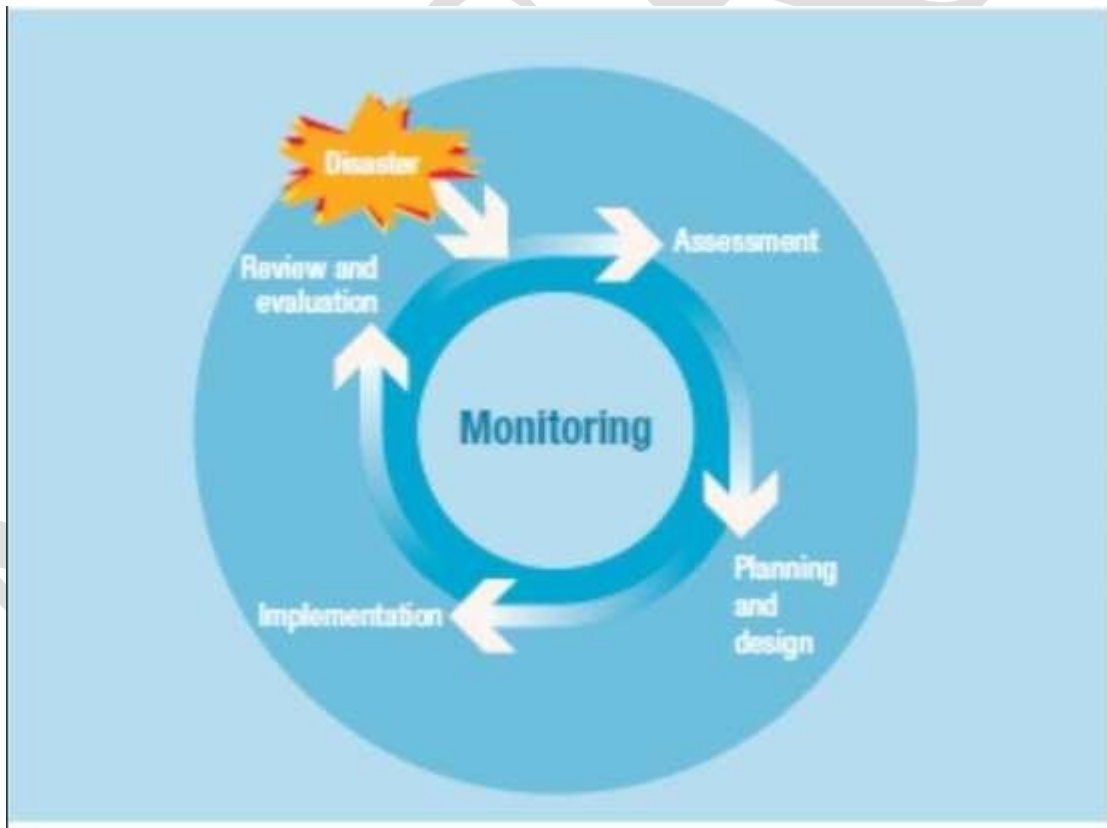 Disaster
Assessment
Review and
evaluation
Monitoring
Planning
and
design
Implementation